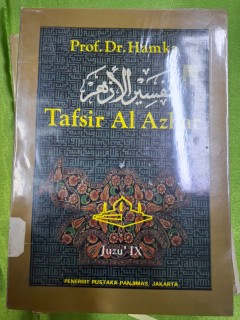 Prof. Dr. Hamka
تفسير الأزهر
Tafsir Al Azhar
Juzu' IX
PENERBIT PUSTAKA PANJIMAS, JAKARTA